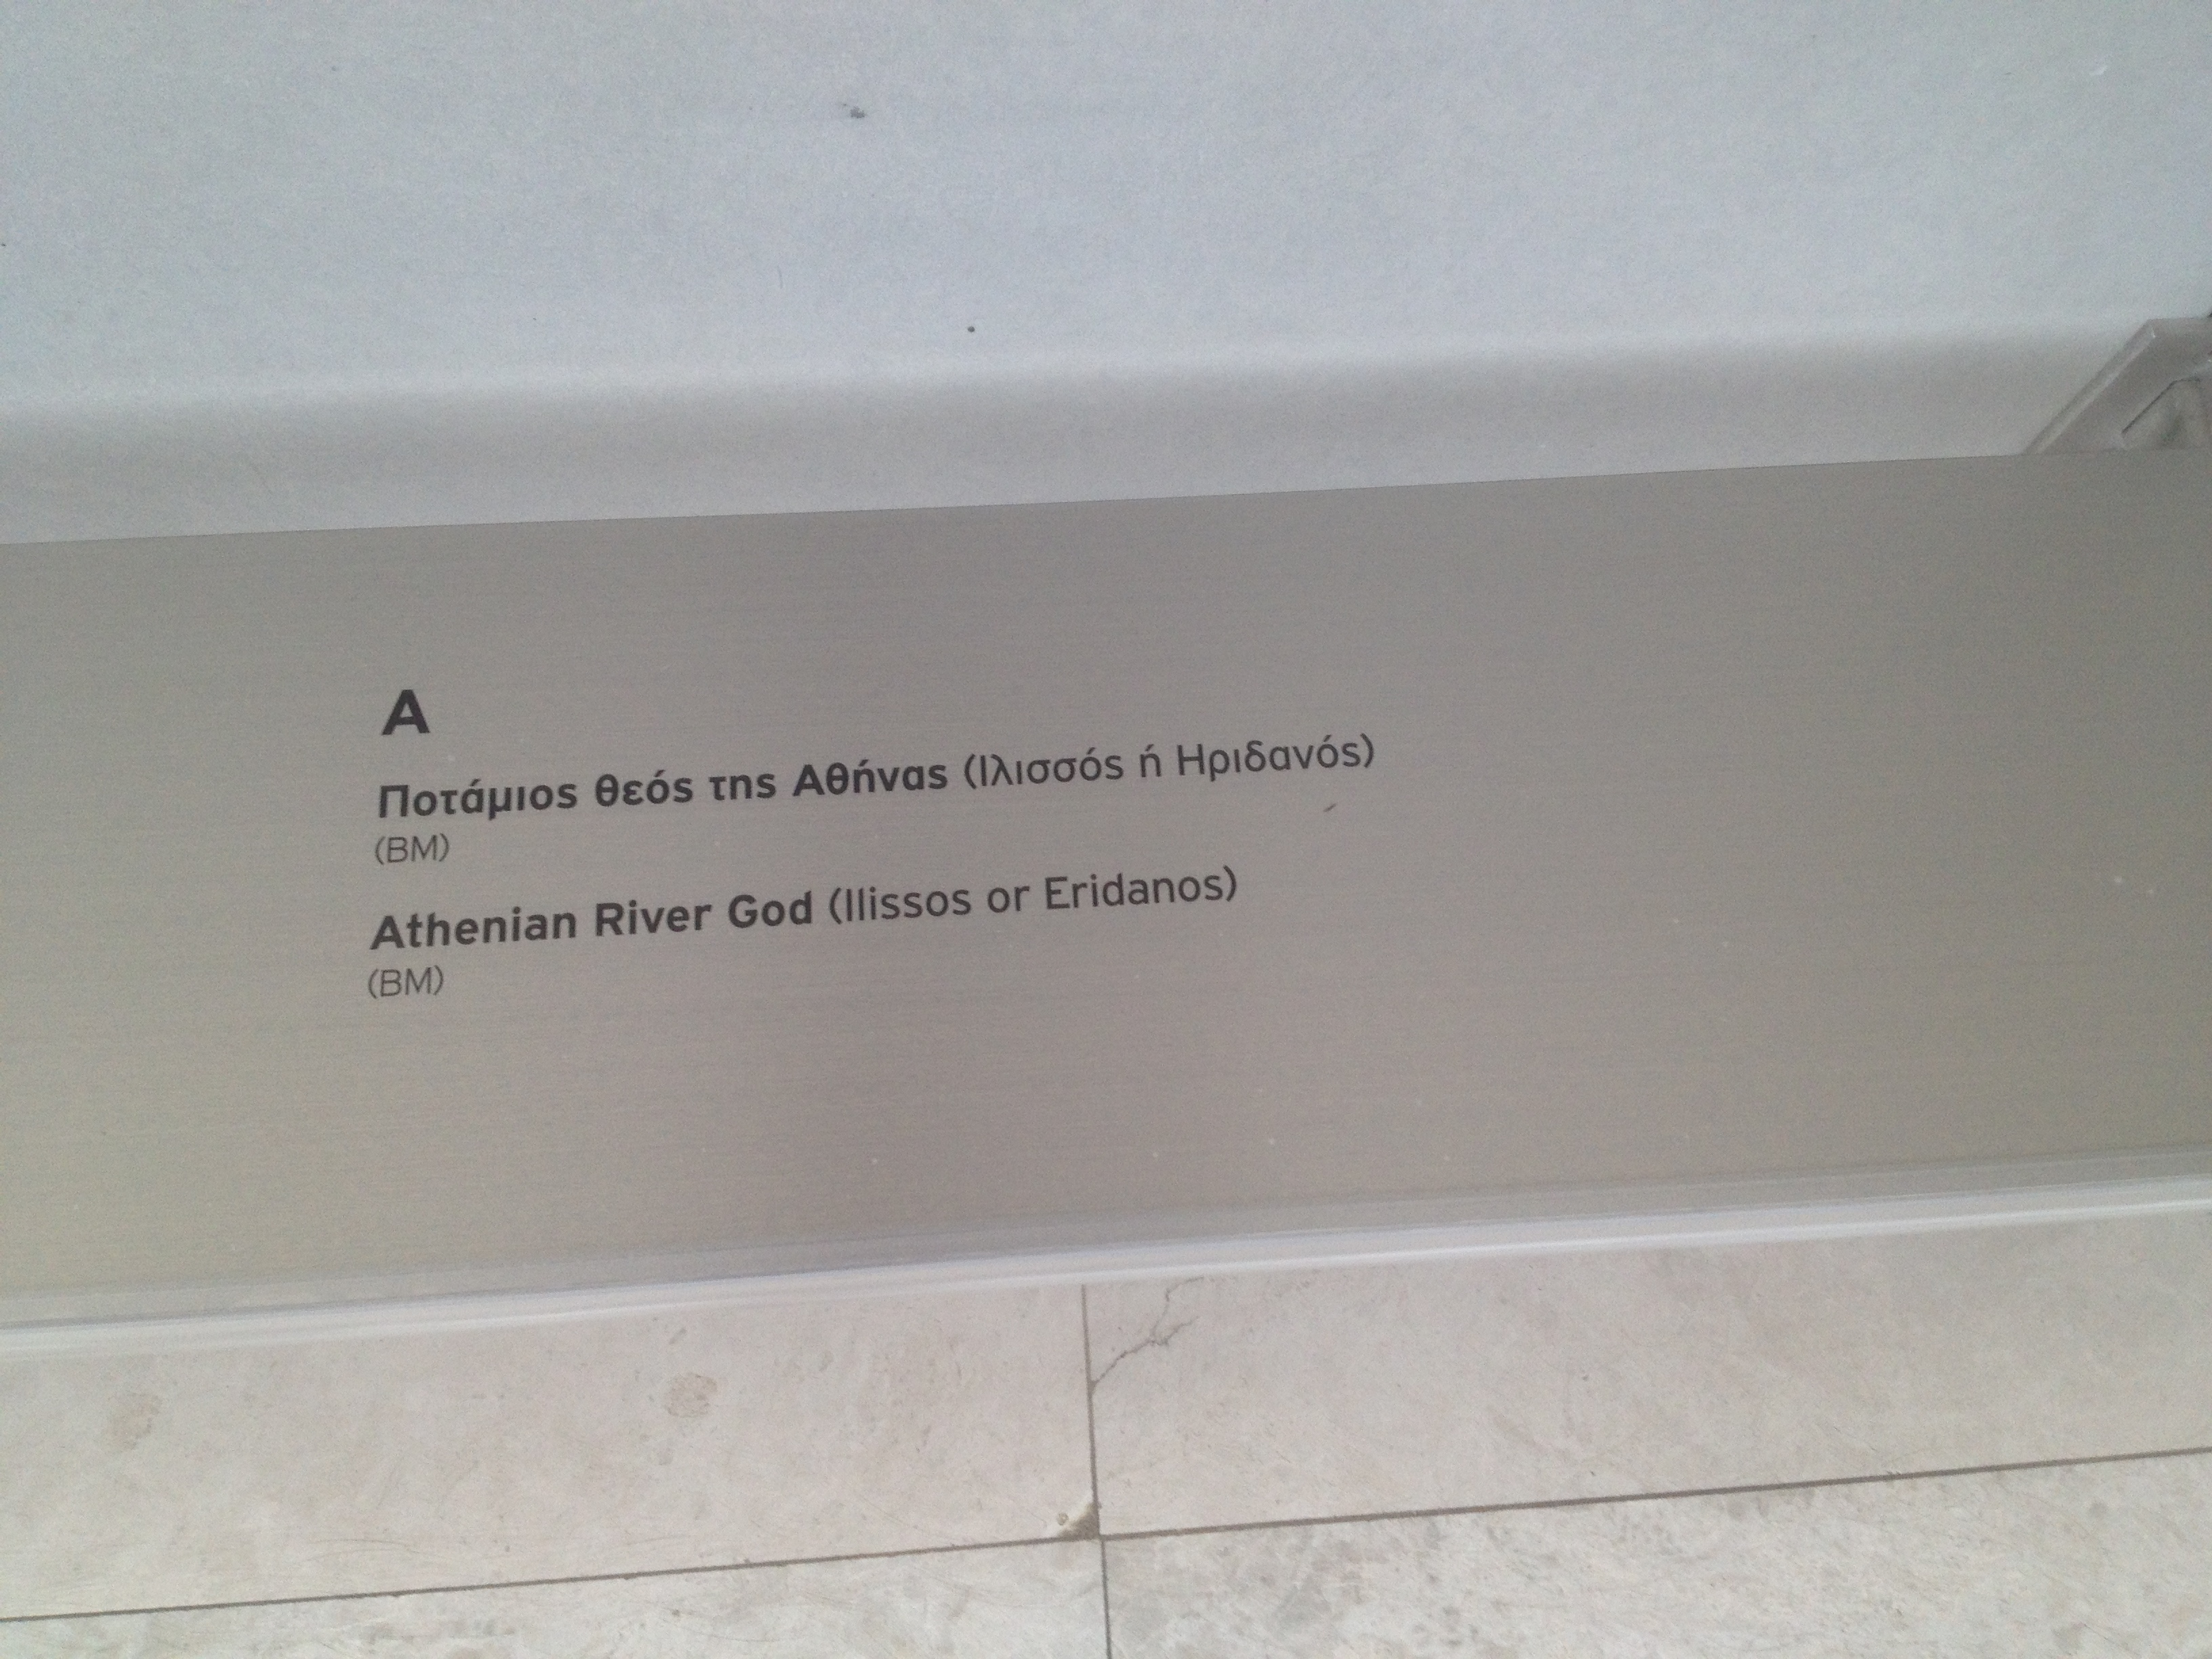 A
Ποτάμιος θεός της Αθήνας (Ιλισσός ή Ηριδανός)
(BM)
Athenian River God (Ilissos or Eridanos)
(BM)